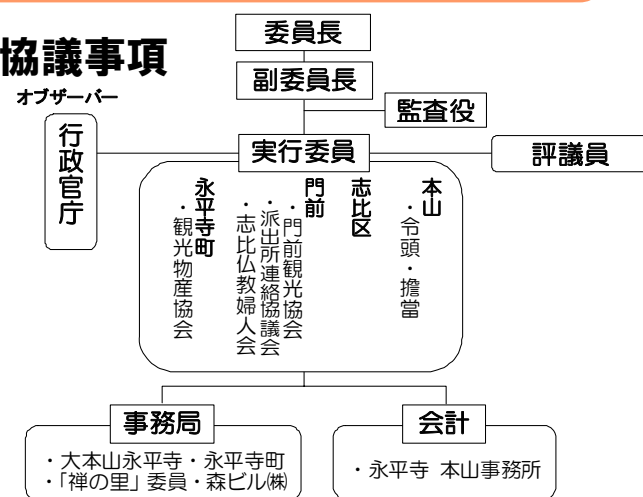 協議事項
委員長
副委員長
監査役
オブザーバー
行政官庁
実行委員
評議員
本山
・令頭・擔當
志比区
門前
・門前観光協会
・派出所連絡協議会
・志比仏教婦人会
永平寺町
・観光物産協会
事務局
・大本山永平寺・永平寺町
・「禅の里」委員・森ビル㈱
会計
・永平寺 本山事務所